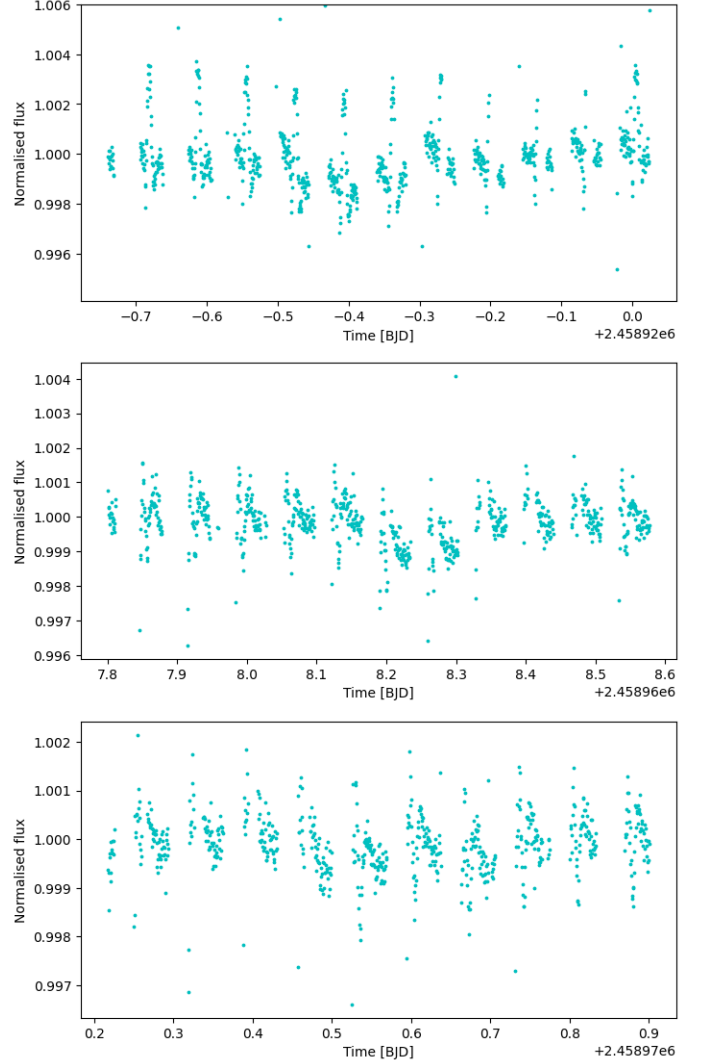 1.006
1.004
1.002
1.000
0.998
0.996
Normalised flux
−0.7 −0.6 −0.5 −0.4 −0.3 −0.2 −0.1 0.0
Time [BJD]
+2.45892e6
1.004
1.003
1.002
1.001
1.000
0.999
0.998
0.997
0.996
Normalised flux
7.8 7.9 8.0 8.1 8.2 8.3 8.4 8.5 8.6
Time [BJD]
+2.45896e6
1.002
1.001
1.000
0.999
0.998
0.997
Normalised flux
0.2 0.3 0.4 0.5 0.6 0.7 0.8 0.9
Time [BJD]
+2.45897e6